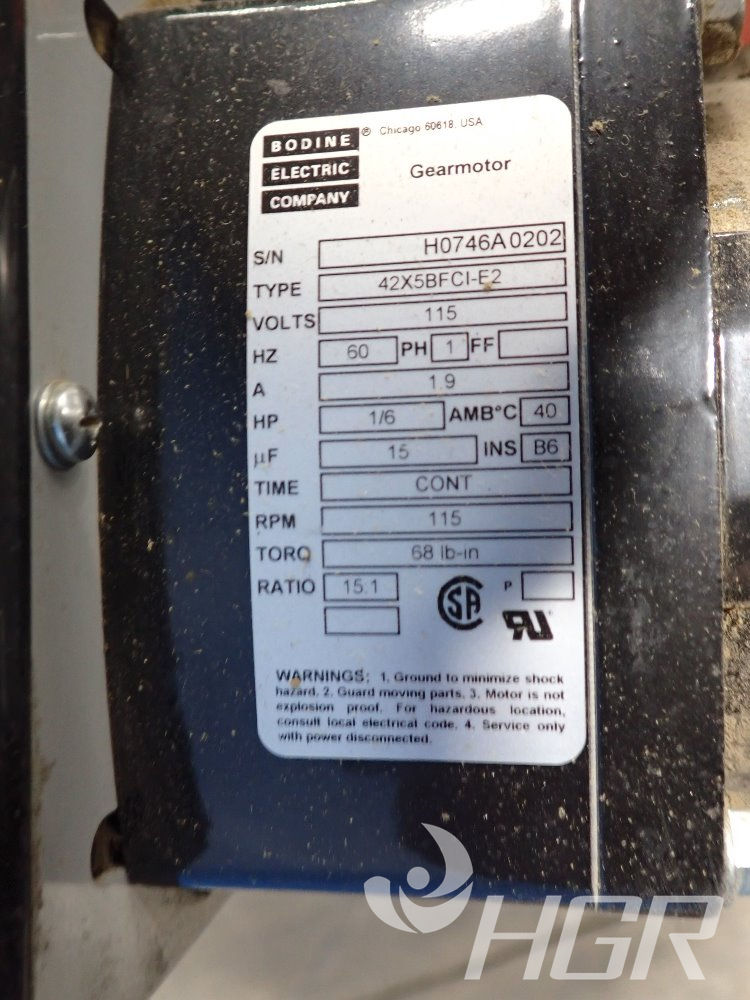 BODINE ® Chicago 60618, USA
ELECTRIC Gearmotor
COMPANY
S/N H0746A0202
TYPE 42X5BFCI-E2
VOLTS 115
HZ 60 PH 1 FF
A 1.9
HP 1/6 AMB°C 40
µF 15 INS B6
TIME CONT
RPM 115
TORQ 68 lb-in
RATIO 15:1 SA P
RU
WARNINGS: 1. Ground to minimize shock
hazard. 2. Guard moving parts. 3. Motor is not
explosion proof. For hazardous location,
consult local electrical code. 4. Service only
with power disconnected.
HGR